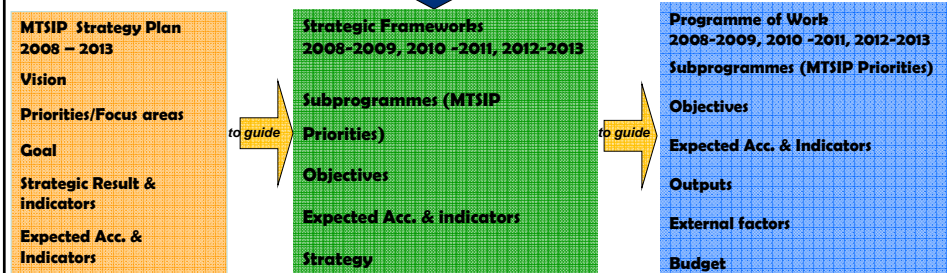 MTSIP Strategy Plan
2008 – 2013
Vision
Priorities/Focus areas
Goal
Strategic Result &
indicators
Expected Acc. &
Indicators
to guide
Strategic Frameworks
2008-2009, 2010 -2011, 2012-2013
Subprogrammes (MTSIP
Priorities)
Objectives
Expected Acc. & indicators
Strategy
to guide
Programme of Work
2008-2009, 2010 -2011, 2012-2013
Subprogrammes (MTSIP Priorities)
Objectives
Expected Acc. & Indicators
Outputs
External factors
Budget